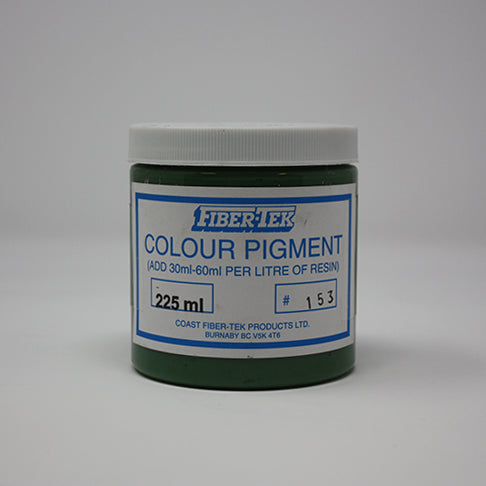 FIBER-TEK
COLOUR PIGMENT
(ADD 30ml-60ml PER LITRE OF RESIN)
225 ml
# 153
COAST FIBER-TEK PRODUCTS LTD.
BURNABY BC V5K 4T6